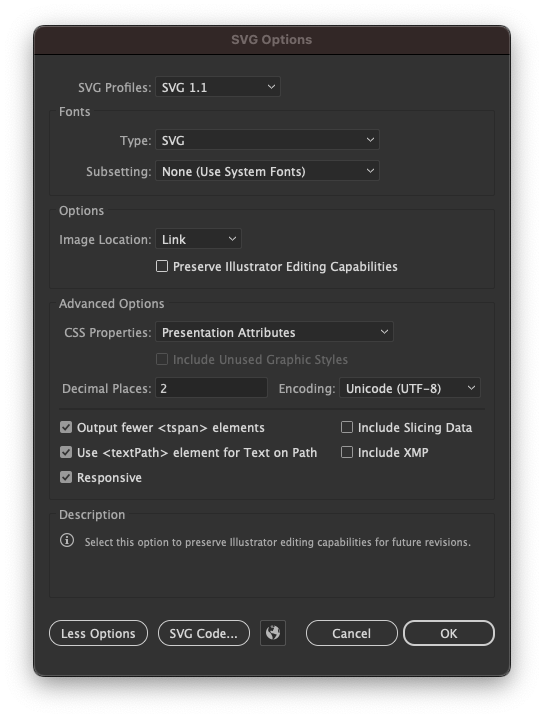 SVG Options
SVG Profiles: SVG 1.1
Fonts
Type: SVG
Subsetting: None (Use System Fonts)
Options
Image Location: Link
Preserve Illustrator Editing Capabilities
Advanced Options
CSS Properties: Presentation Attributes
Include Unused Graphic Styles
Decimal Places: 2 Encoding: Unicode (UTF-8)
Output fewer <tspan> elements Include Slicing Data
Use <textPath> element for Text on Path Include XMP
Responsive
Description
Select this option to preserve Illustrator editing capabilities for future revisions.
Less Options SVG Code... Cancel OK